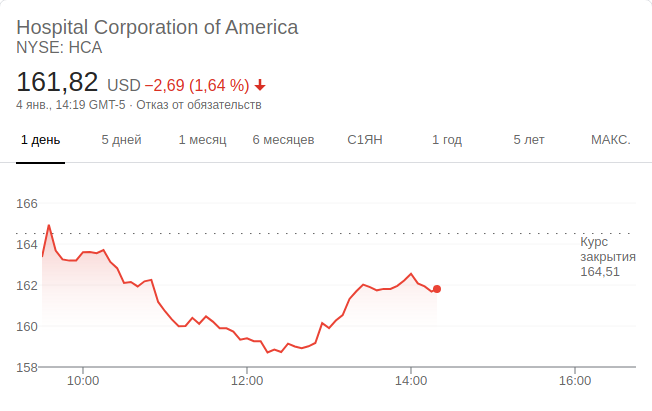 Hospital Corporation of America
NYSE: HCA
161,82 USD −2,69 (1,64 %)
4 янв., 14:19 GMT-5 · Отказ от обязательств
1 день 5 дней 1 месяц 6 месяцев С1ЯН 1 год 5 лет МАКС.
166
164
162
160
158
Курс
закрытия
164,51
10:00 12:00 14:00 16:00